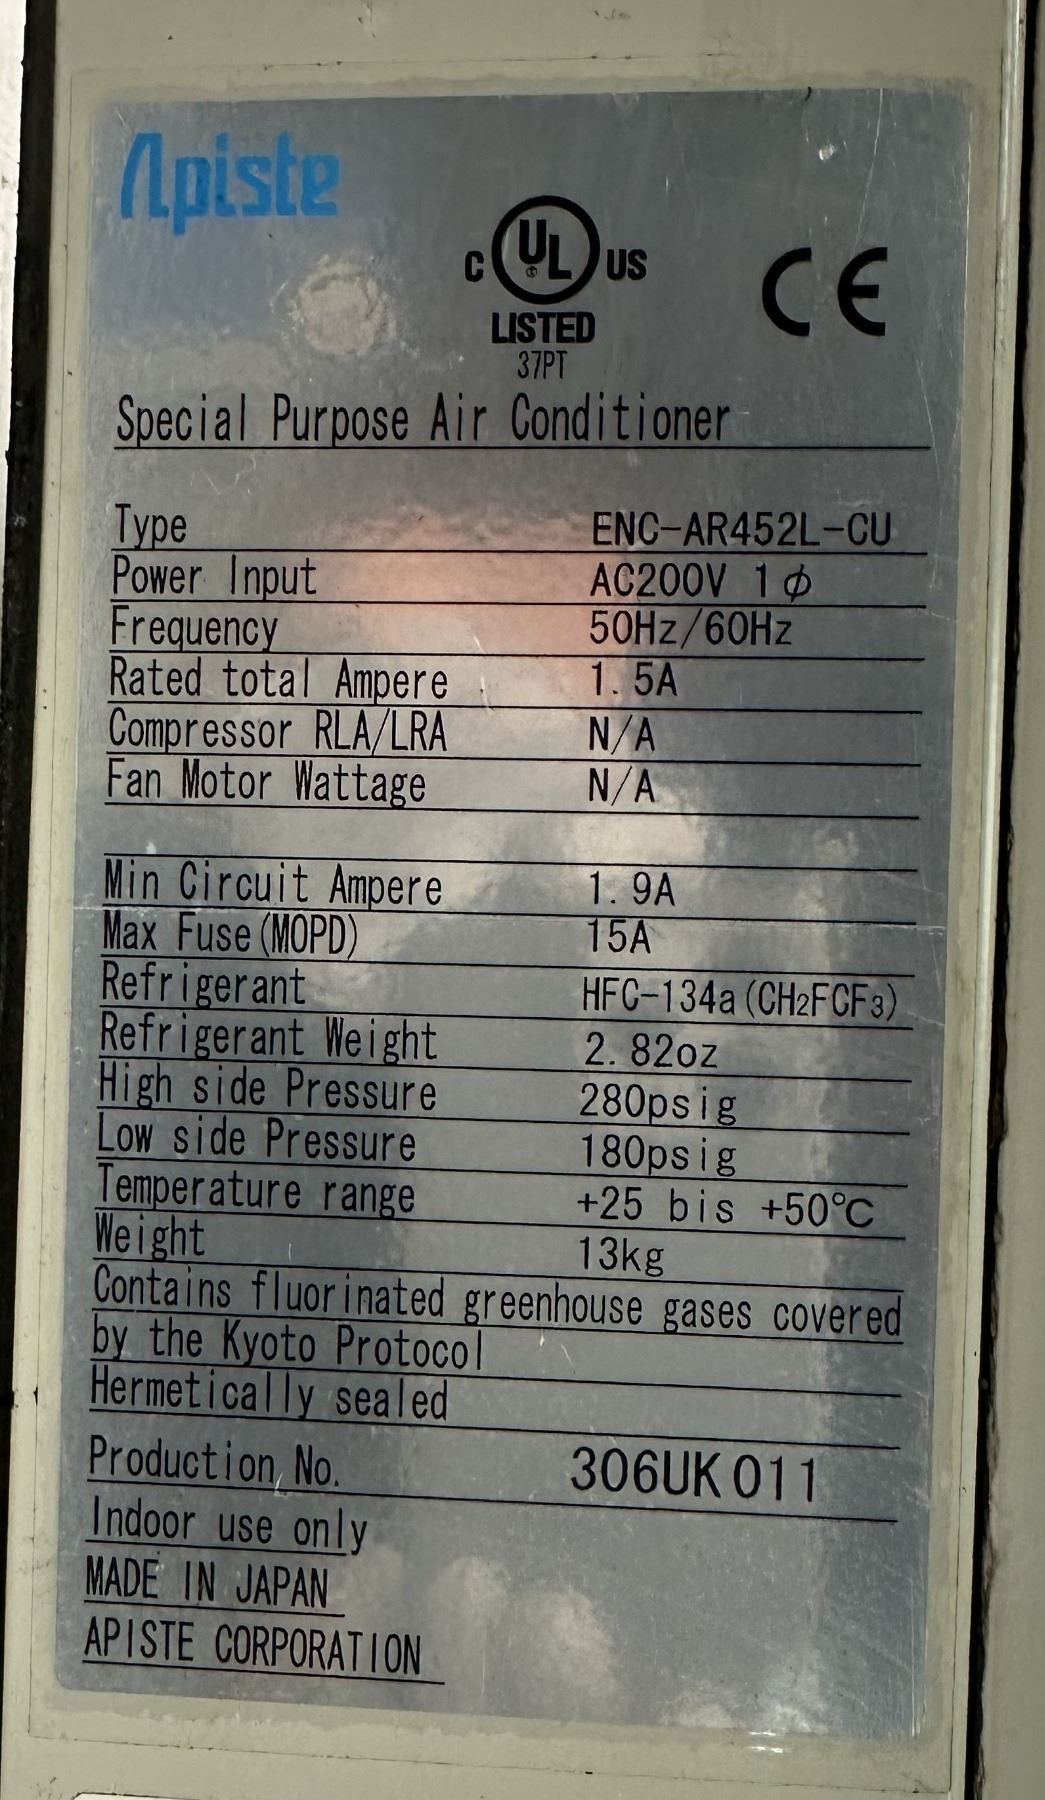 Apiste
C UL US
LISTED
37PT
CE
Special Purpose Air Conditioner
Type ENC-AR452L-CU
Power Input AC200V 1φ
Frequency 50Hz/60Hz
Rated total Ampere 1.5A
Compressor RLA/LRA N/A
Fan Motor Wattage N/A
Min Circuit Ampere 1.9A
Max Fuse(MOPD) 15A
Refrigerant HFC-134a(CH₂FCF₃)
Refrigerant Weight 2.82oz
High side Pressure 280psig
Low side Pressure 180psig
Temperature range +25 bis +50℃
Weight 13kg
Contains fluorinated greenhouse gases covered
by the Kyoto Protocol
Hermetically sealed
Production No. 306UK011
Indoor use only
MADE IN JAPAN
APISTE CORPORATION